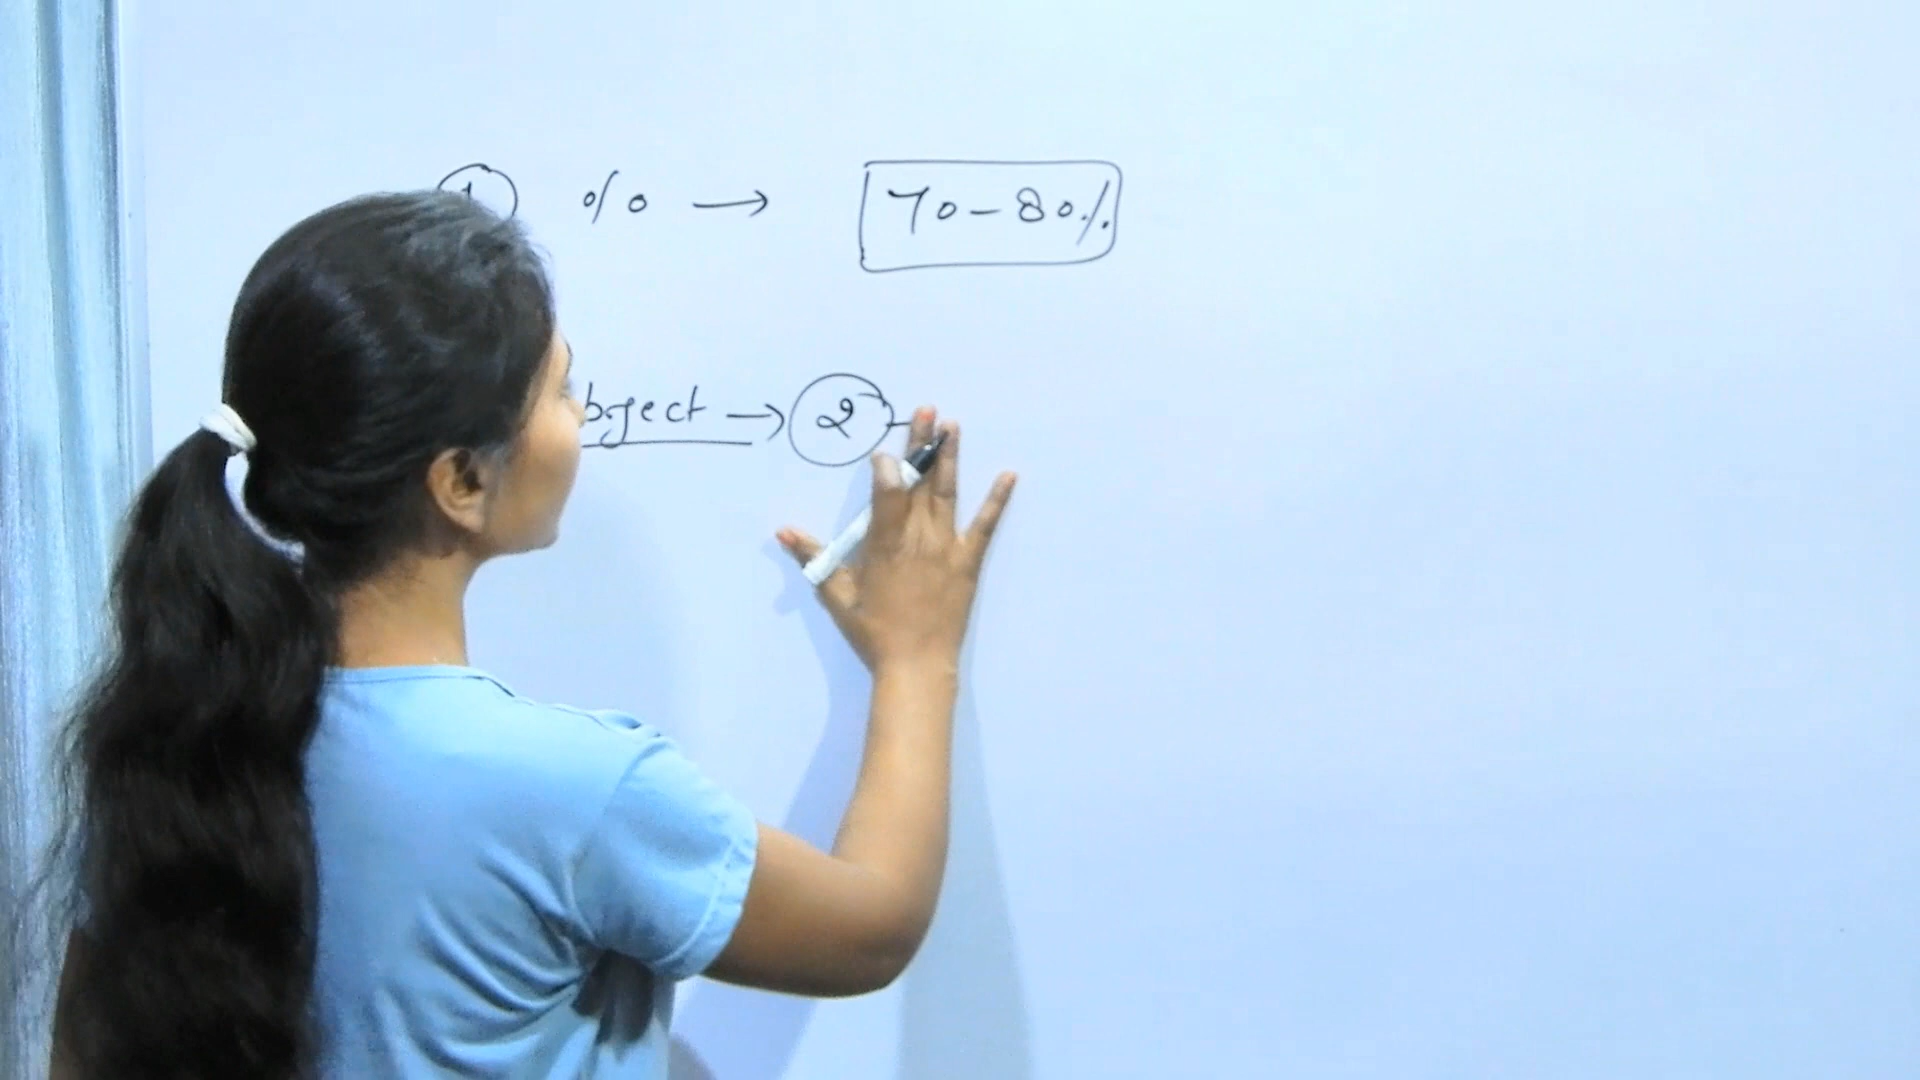 1 % → 70-80%
bject → 2